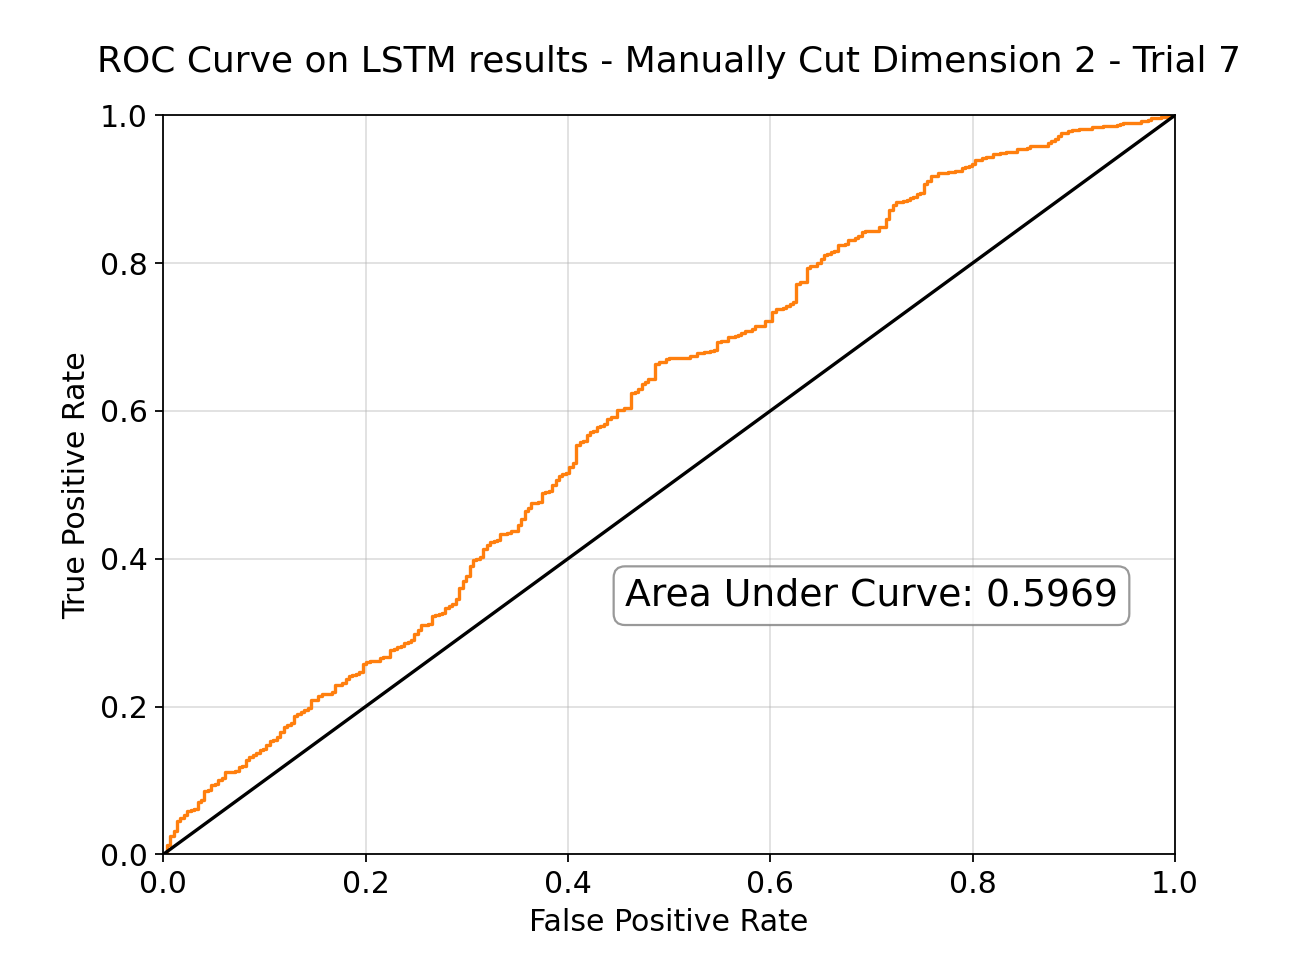 ROC Curve on LSTM results - Manually Cut Dimension 2 - Trial 7
1.0
0.8
0.6
0.4
0.2
0.0
True Positive Rate
Area Under Curve: 0.5969
0.0 0.2 0.4 0.6 0.8 1.0
False Positive Rate